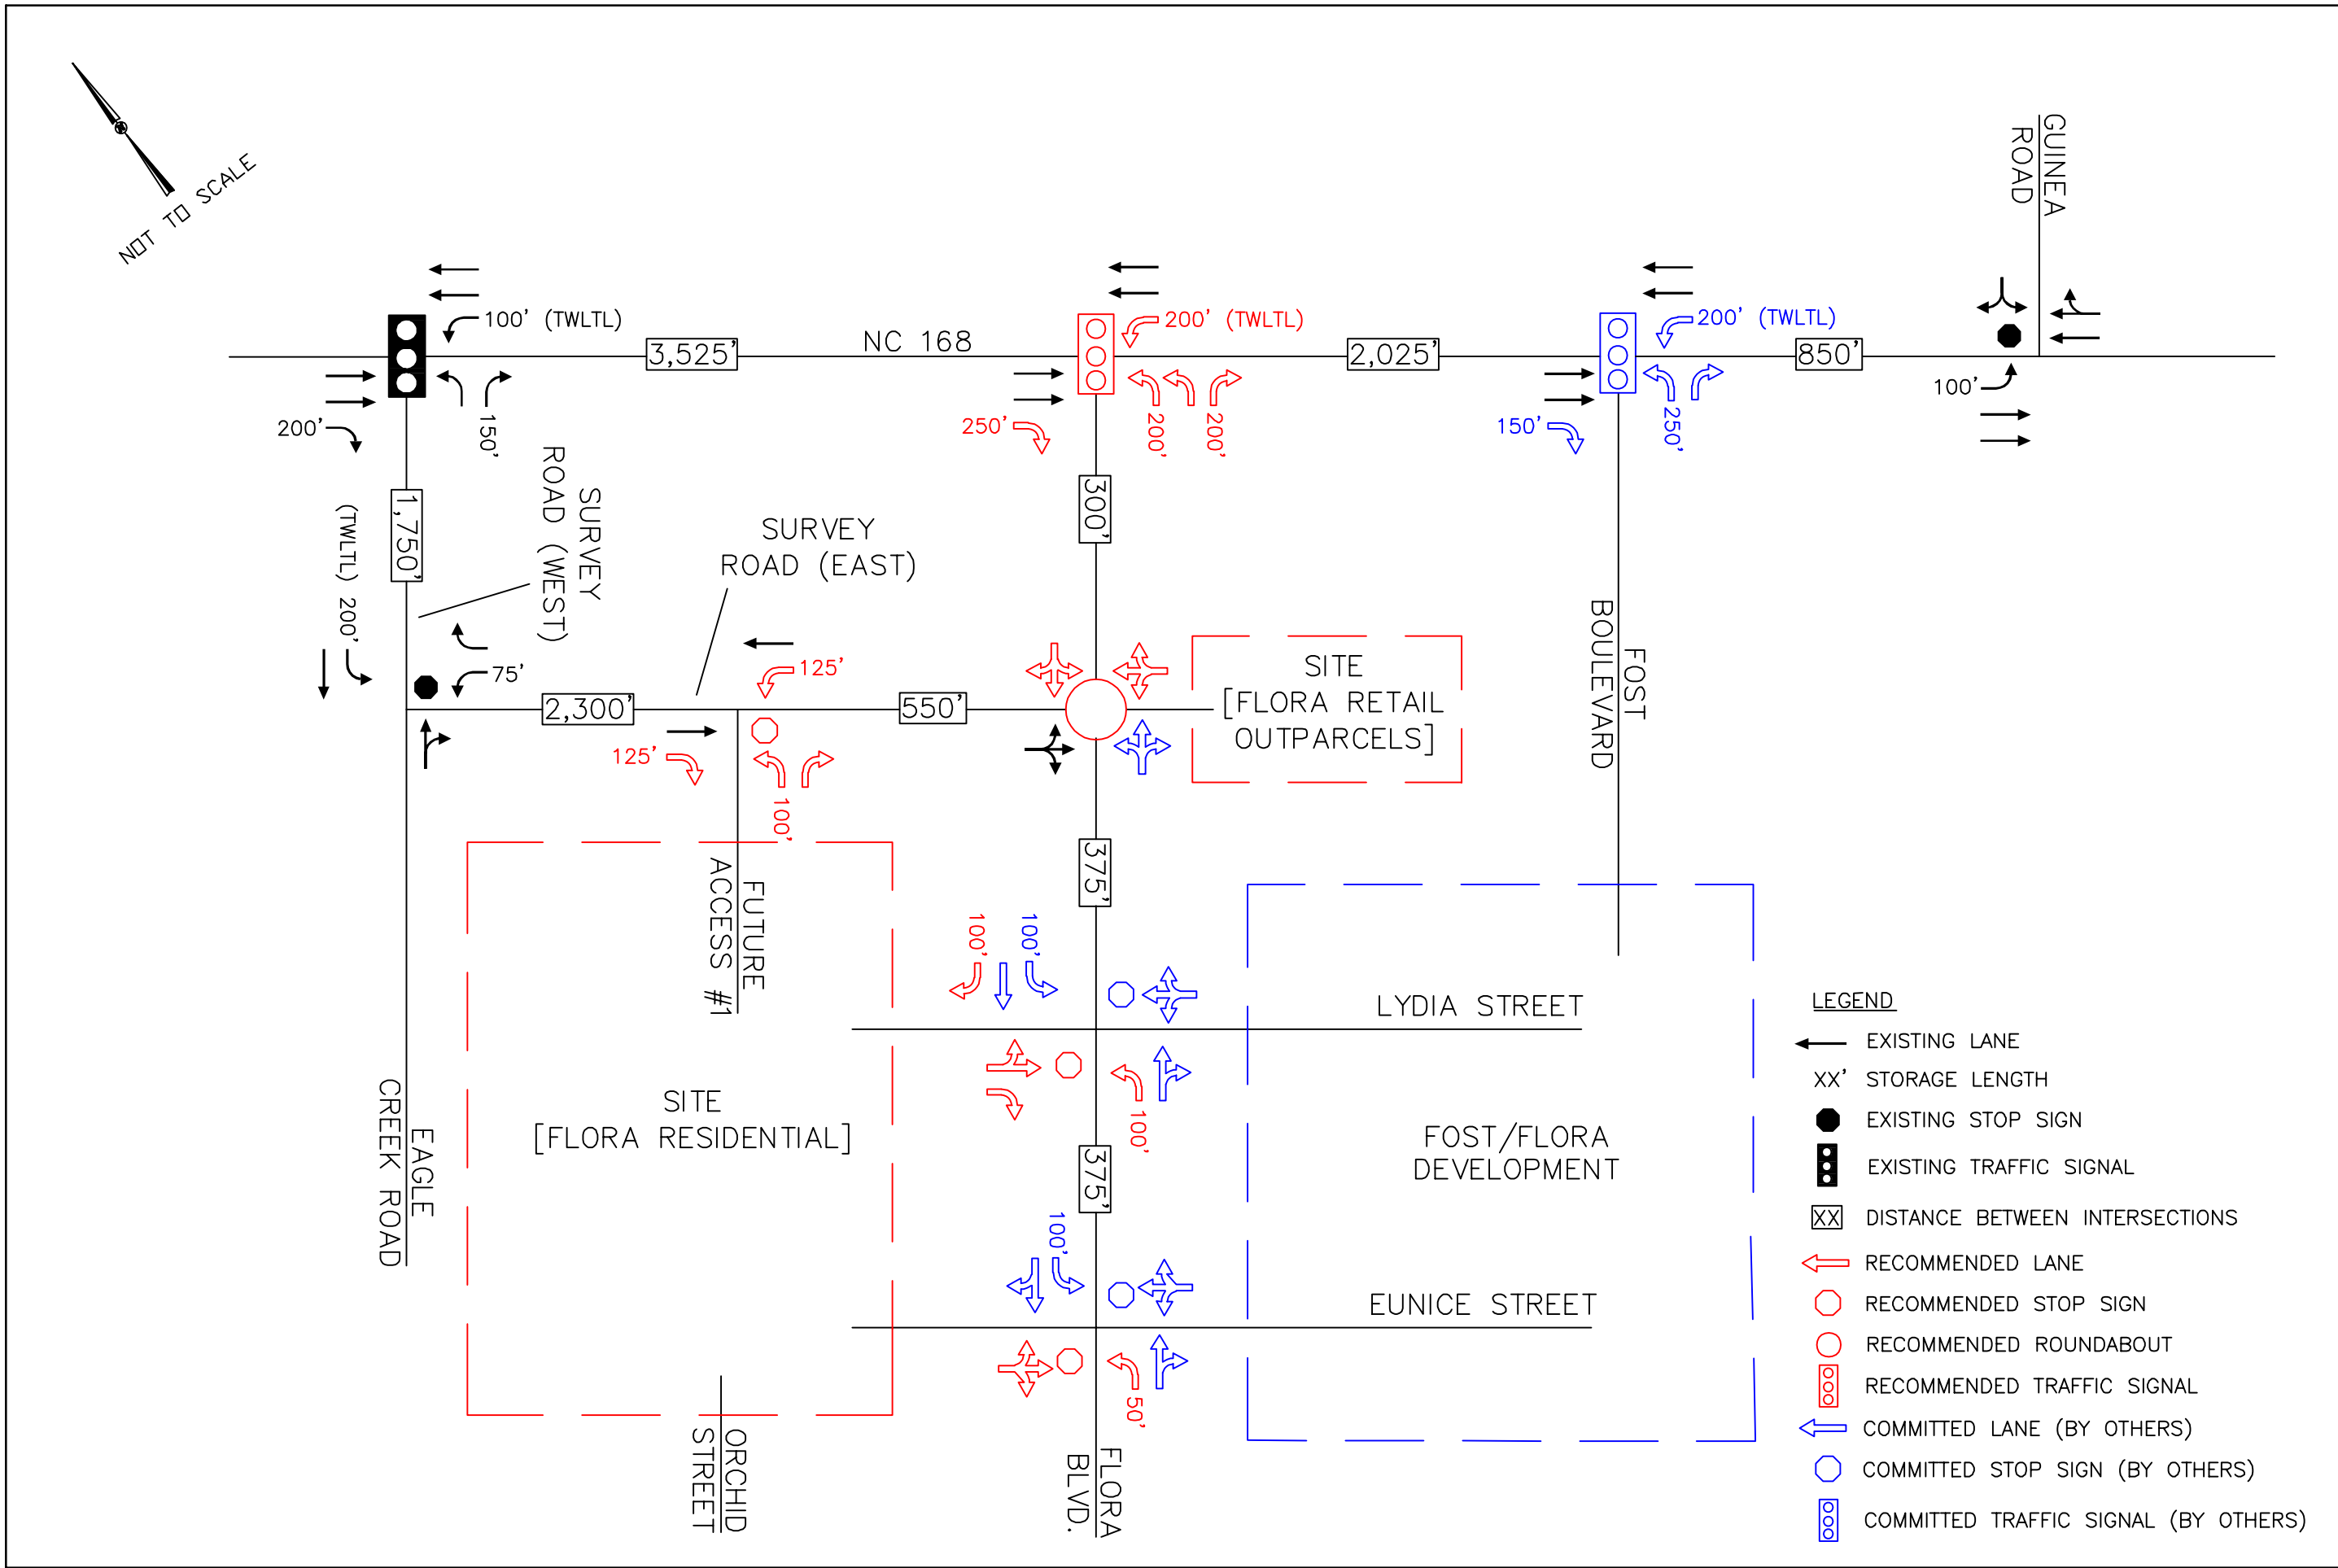 NOT TO SCALE
GUINEA
ROAD
100' (TWLTL)
200' (TWLTL)
200' (TWLTL)
3,525'
NC 168
2,025'
850'
100'
200'
150'
250'
200'
200'
150'
250'
1,750'
(TWLTL) 200'
SURVEY
ROAD (WEST)
SURVEY
ROAD (EAST)
300'
FOST
BOULEVARD
75'
125'
2,300'
550'
125'
100'
SITE
[FLORA RETAIL
OUTPARCELS]
375'
FUTURE
ACCESS #1
100'
100'
LYDIA STREET
100'
SITE
[FLORA RESIDENTIAL]
FOST/FLORA
DEVELOPMENT
EAGLE
CREEK ROAD
375'
100'
EUNICE STREET
50'
ORCHID
STREET
FLORA
BLVD.
LEGEND
EXISTING LANE
XX' STORAGE LENGTH
EXISTING STOP SIGN
EXISTING TRAFFIC SIGNAL
XX DISTANCE BETWEEN INTERSECTIONS
RECOMMENDED LANE
RECOMMENDED STOP SIGN
RECOMMENDED ROUNDABOUT
RECOMMENDED TRAFFIC SIGNAL
COMMITTED LANE (BY OTHERS)
COMMITTED STOP SIGN (BY OTHERS)
COMMITTED TRAFFIC SIGNAL (BY OTHERS)